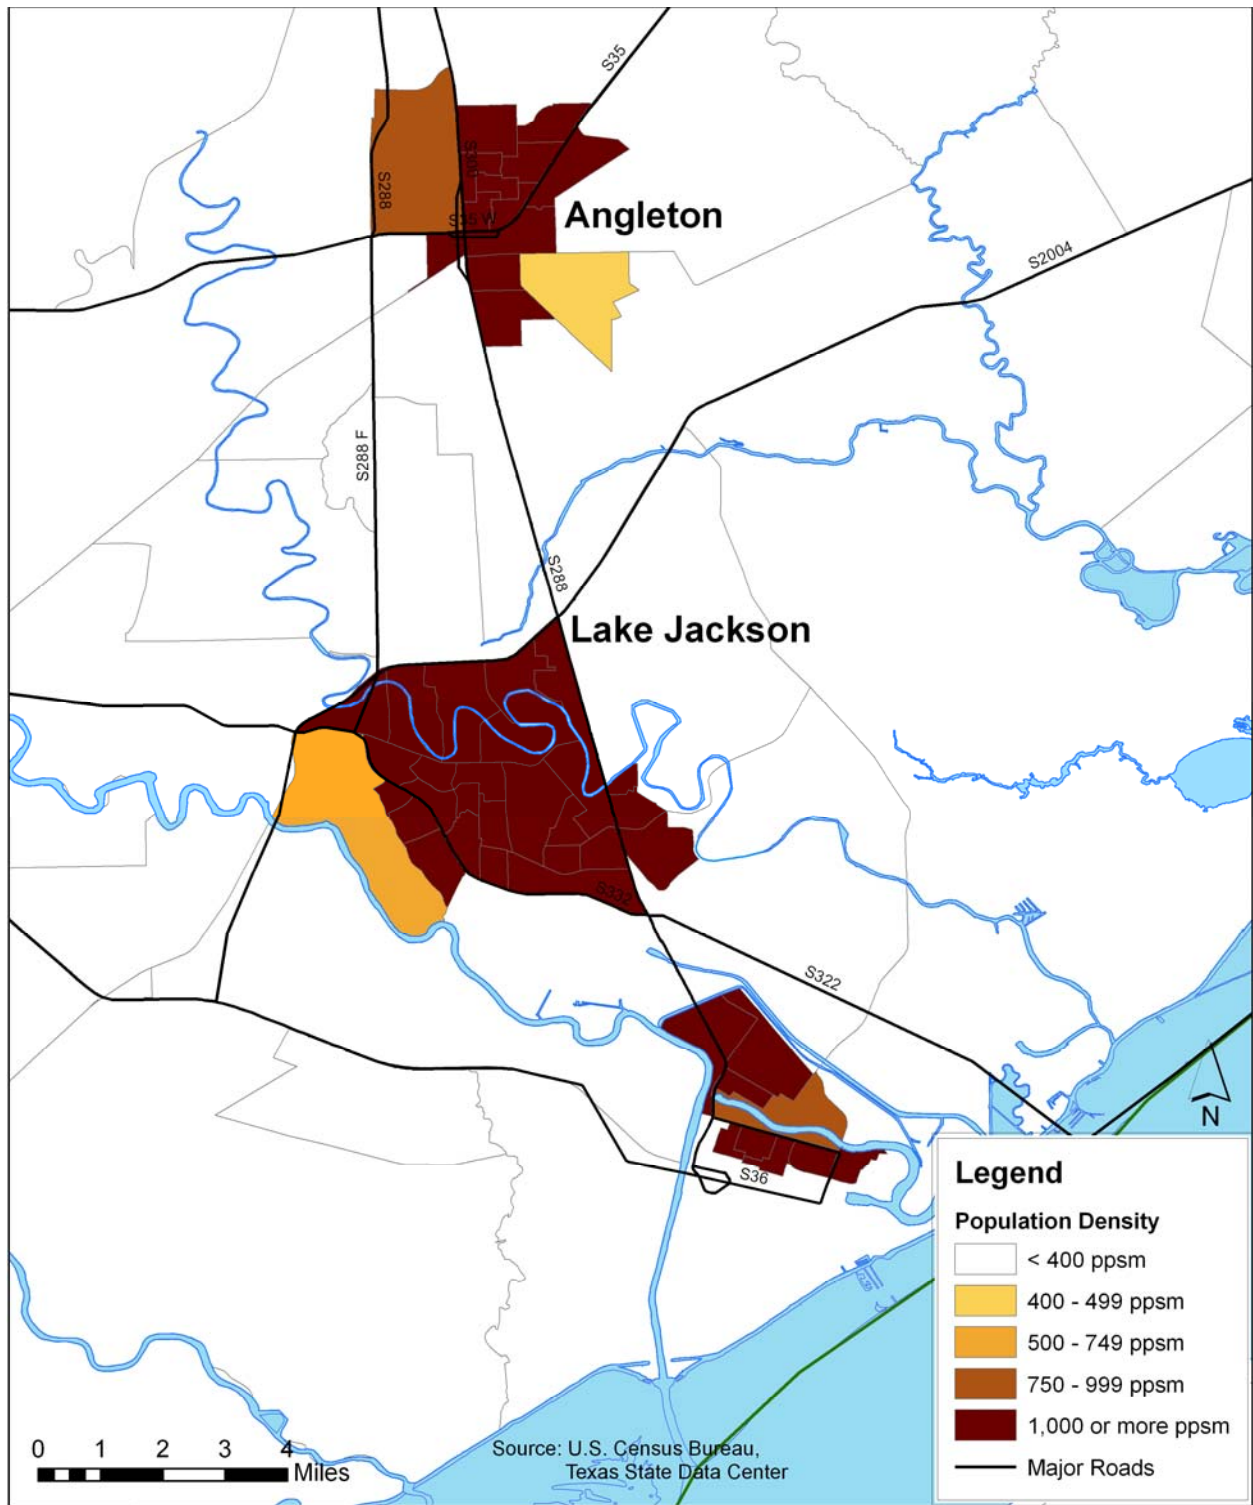 S35
S288
S35 W
Angleton
S2004
S288 F
S288
Lake Jackson
S332
S322
S36
N
Legend
Population Density
< 400 ppsm
400 - 499 ppsm
500 - 749 ppsm
750 - 999 ppsm
1,000 or more ppsm
Major Roads
0 1 2 3 4
Miles
Source: U.S. Census Bureau,
Texas State Data Center